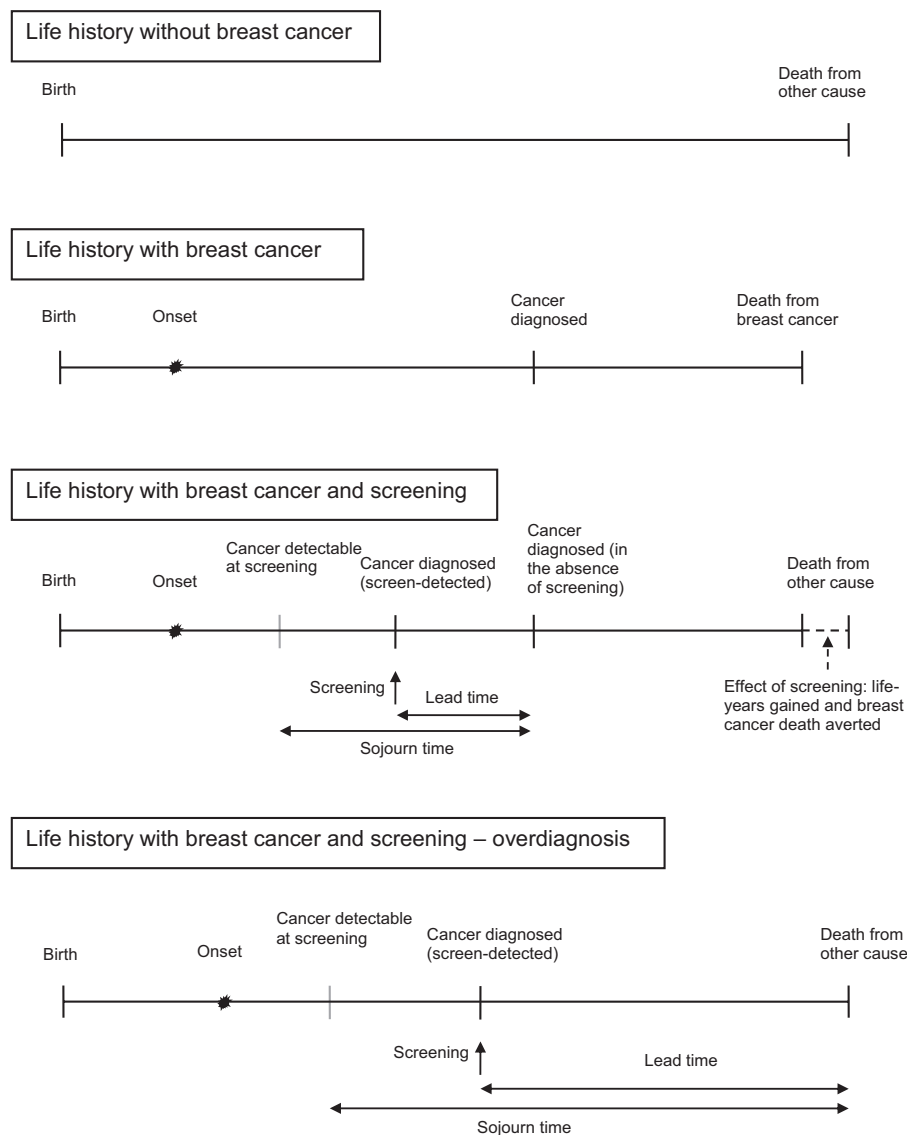 Life history without breast cancer
Birth
Death from
other cause
Life history with breast cancer
Birth
Onset
Cancer
diagnosed
Death from
breast cancer
Life history with breast cancer and screening
Birth
Onset
Cancer detectable
at screening
Cancer diagnosed
(screen-detected)
Cancer
diagnosed (in
the absence
of screening)
Death from
other cause
Screening
Lead time
Sojourn time
Effect of screening: life-
years gained and breast
cancer death averted
Life history with breast cancer and screening – overdiagnosis
Birth
Onset
Cancer detectable
at screening
Cancer diagnosed
(screen-detected)
Death from
other cause
Screening
Lead time
Sojourn time